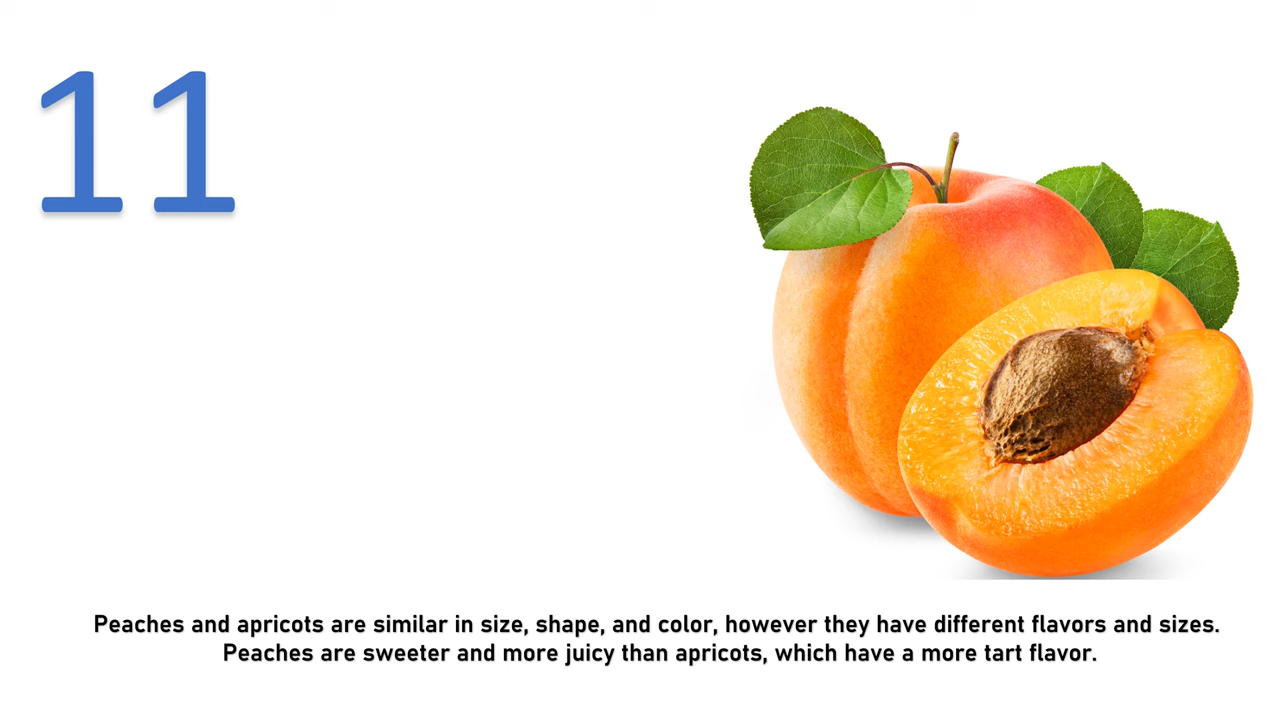 11
Peaches and apricots are similar in size, shape, and color, however they have different flavors and sizes.
Peaches are sweeter and more juicy than apricots, which have a more tart flavor.